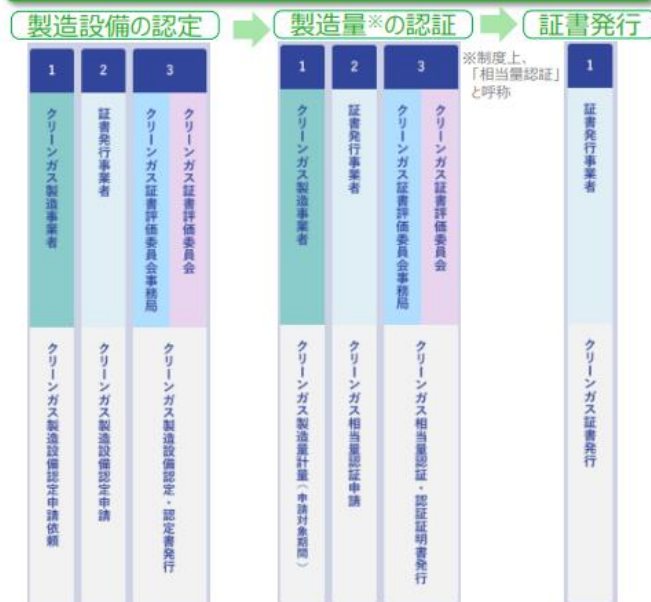 製造設備の認定
製造量※の認証
証書発行
※制度上、
「相当量認証」
と呼称
1
クリーンガス製造事業者
クリーンガス製造設備認定申請依頼
2
証書発行事業者
クリーンガス製造設備認定申請
3
クリーンガス証書評価委員会事務局
クリーンガス証書評価委員会
クリーンガス製造設備認定・認定書発行
1
クリーンガス製造事業者
クリーンガス製造量計量(申請対象期間)
2
証書発行事業者
クリーンガス相当量認証申請
3
クリーンガス証書評価委員会事務局
クリーンガス証書評価委員会
クリーンガス相当量認証・認証証明書発行
1
証書発行事業者
クリーンガス証書発行